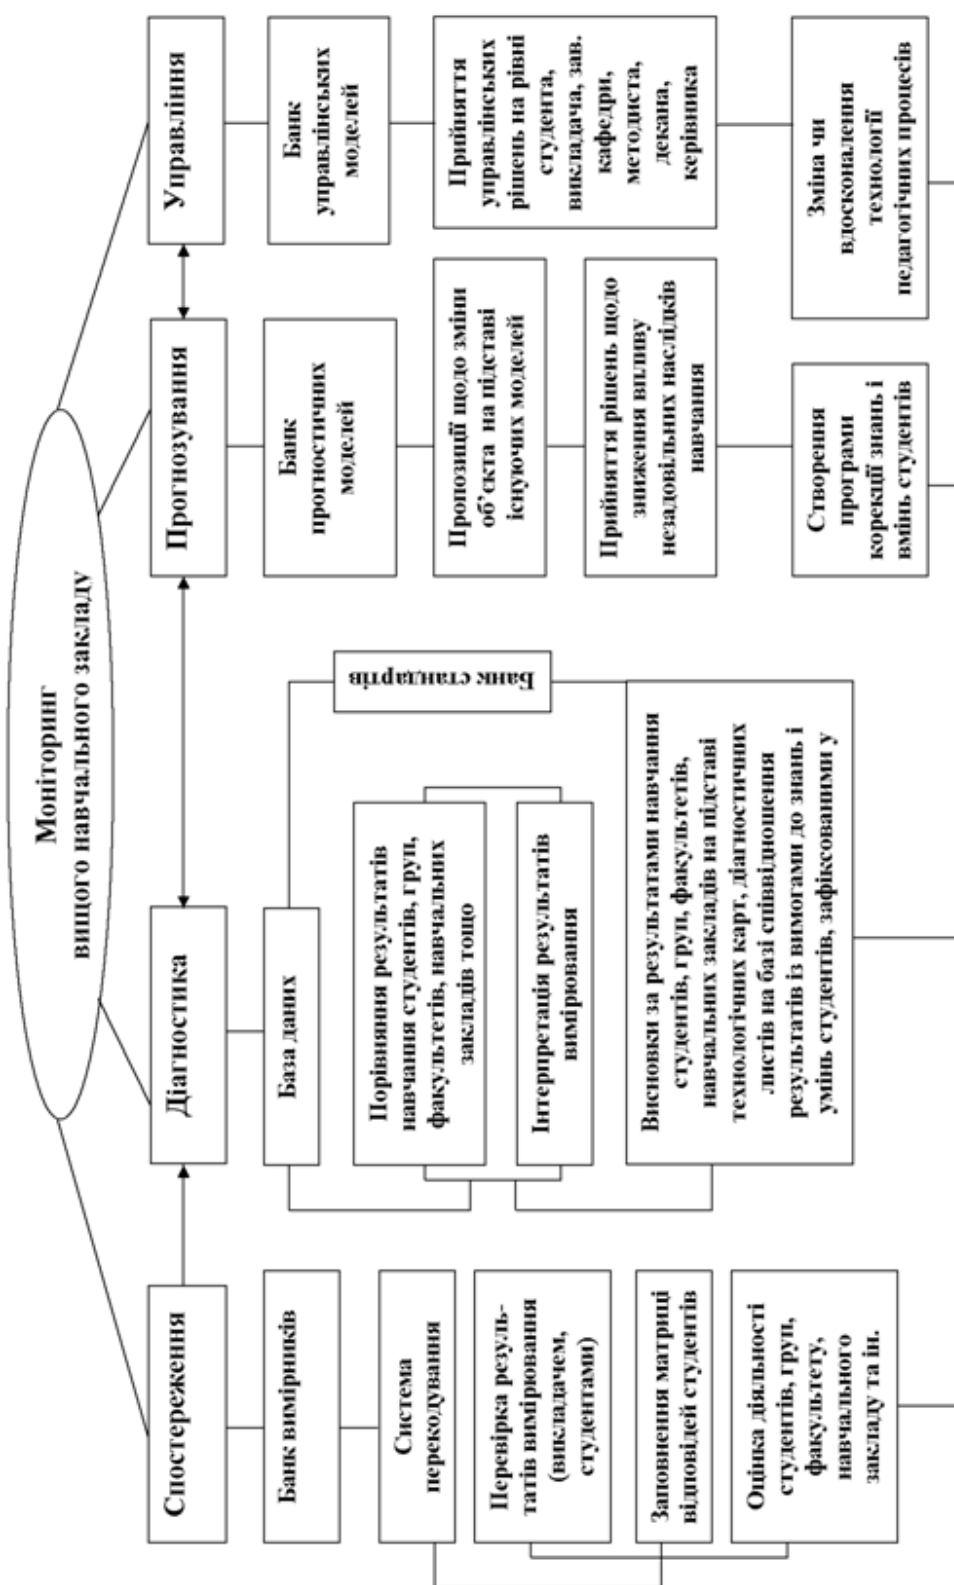 Моніторинг
вищого навчального закладу
Спостереження
Діагностика
Прогнозування
Управління
Банк вимірників
Система
перекодування
Перевірка резуль-
татів вимірювання
(викладачем,
студентами)
Заповнення матриці
відповідей студентів
Оцінка діяльності
студентів, груп,
факультету,
навчального
закладу та ін.
База даних
Банк стандартів
Порівняння результатів
навчання студентів, груп,
факультетів, навчальних
закладів тощо
Інтерпретація результатів
вимірювання
Висновки за результатами навчання
студентів, груп, факультетів,
навчальних закладів на підставі
технологічних карт, діагностичних
листів на базі співвідношення
результатів із вимогами до знань і
умінь студентів, зафіксованими у
Банк
прогностичних
моделей
Пропозиції щодо зміни
об’єкта на підставі
існуючих моделей
Прийняття рішень щодо
зниження впливу
незадовільних наслідків
навчання
Створення
програми
корекції знань і
вмінь студентів
Банк
управлінських
моделей
Прийняття
управлінських
рішень на рівні
студента,
викладача, зав.
кафедри,
методиста,
декана,
керівника
Зміна чи
вдосконалення
технології
педагогічних процесів